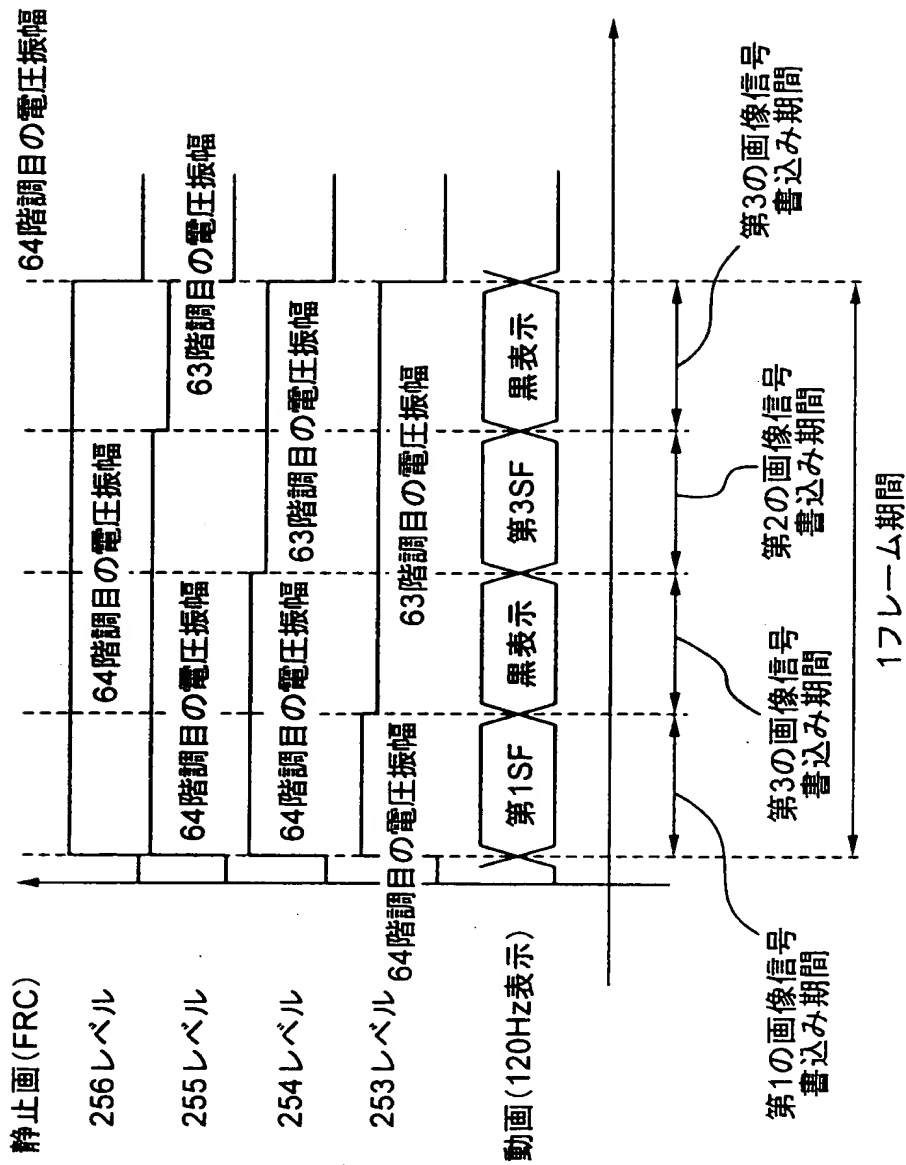 静止画(FRC)
256レベル
64階調目の電圧振幅
64階調目の電圧振幅
255レベル
64階調目の電圧振幅
63階調目の電圧振幅
254レベル
64階調目の電圧振幅
63階調目の電圧振幅
253レベル
64階調目の電圧振幅
63階調目の電圧振幅
動画(120Hz表示)
第1SF
黒表示
第3SF
黒表示
第1の画像信号
書込み期間
第3の画像信号
書込み期間
第2の画像信号
書込み期間
第3の画像信号
書込み期間
1フレーム期間